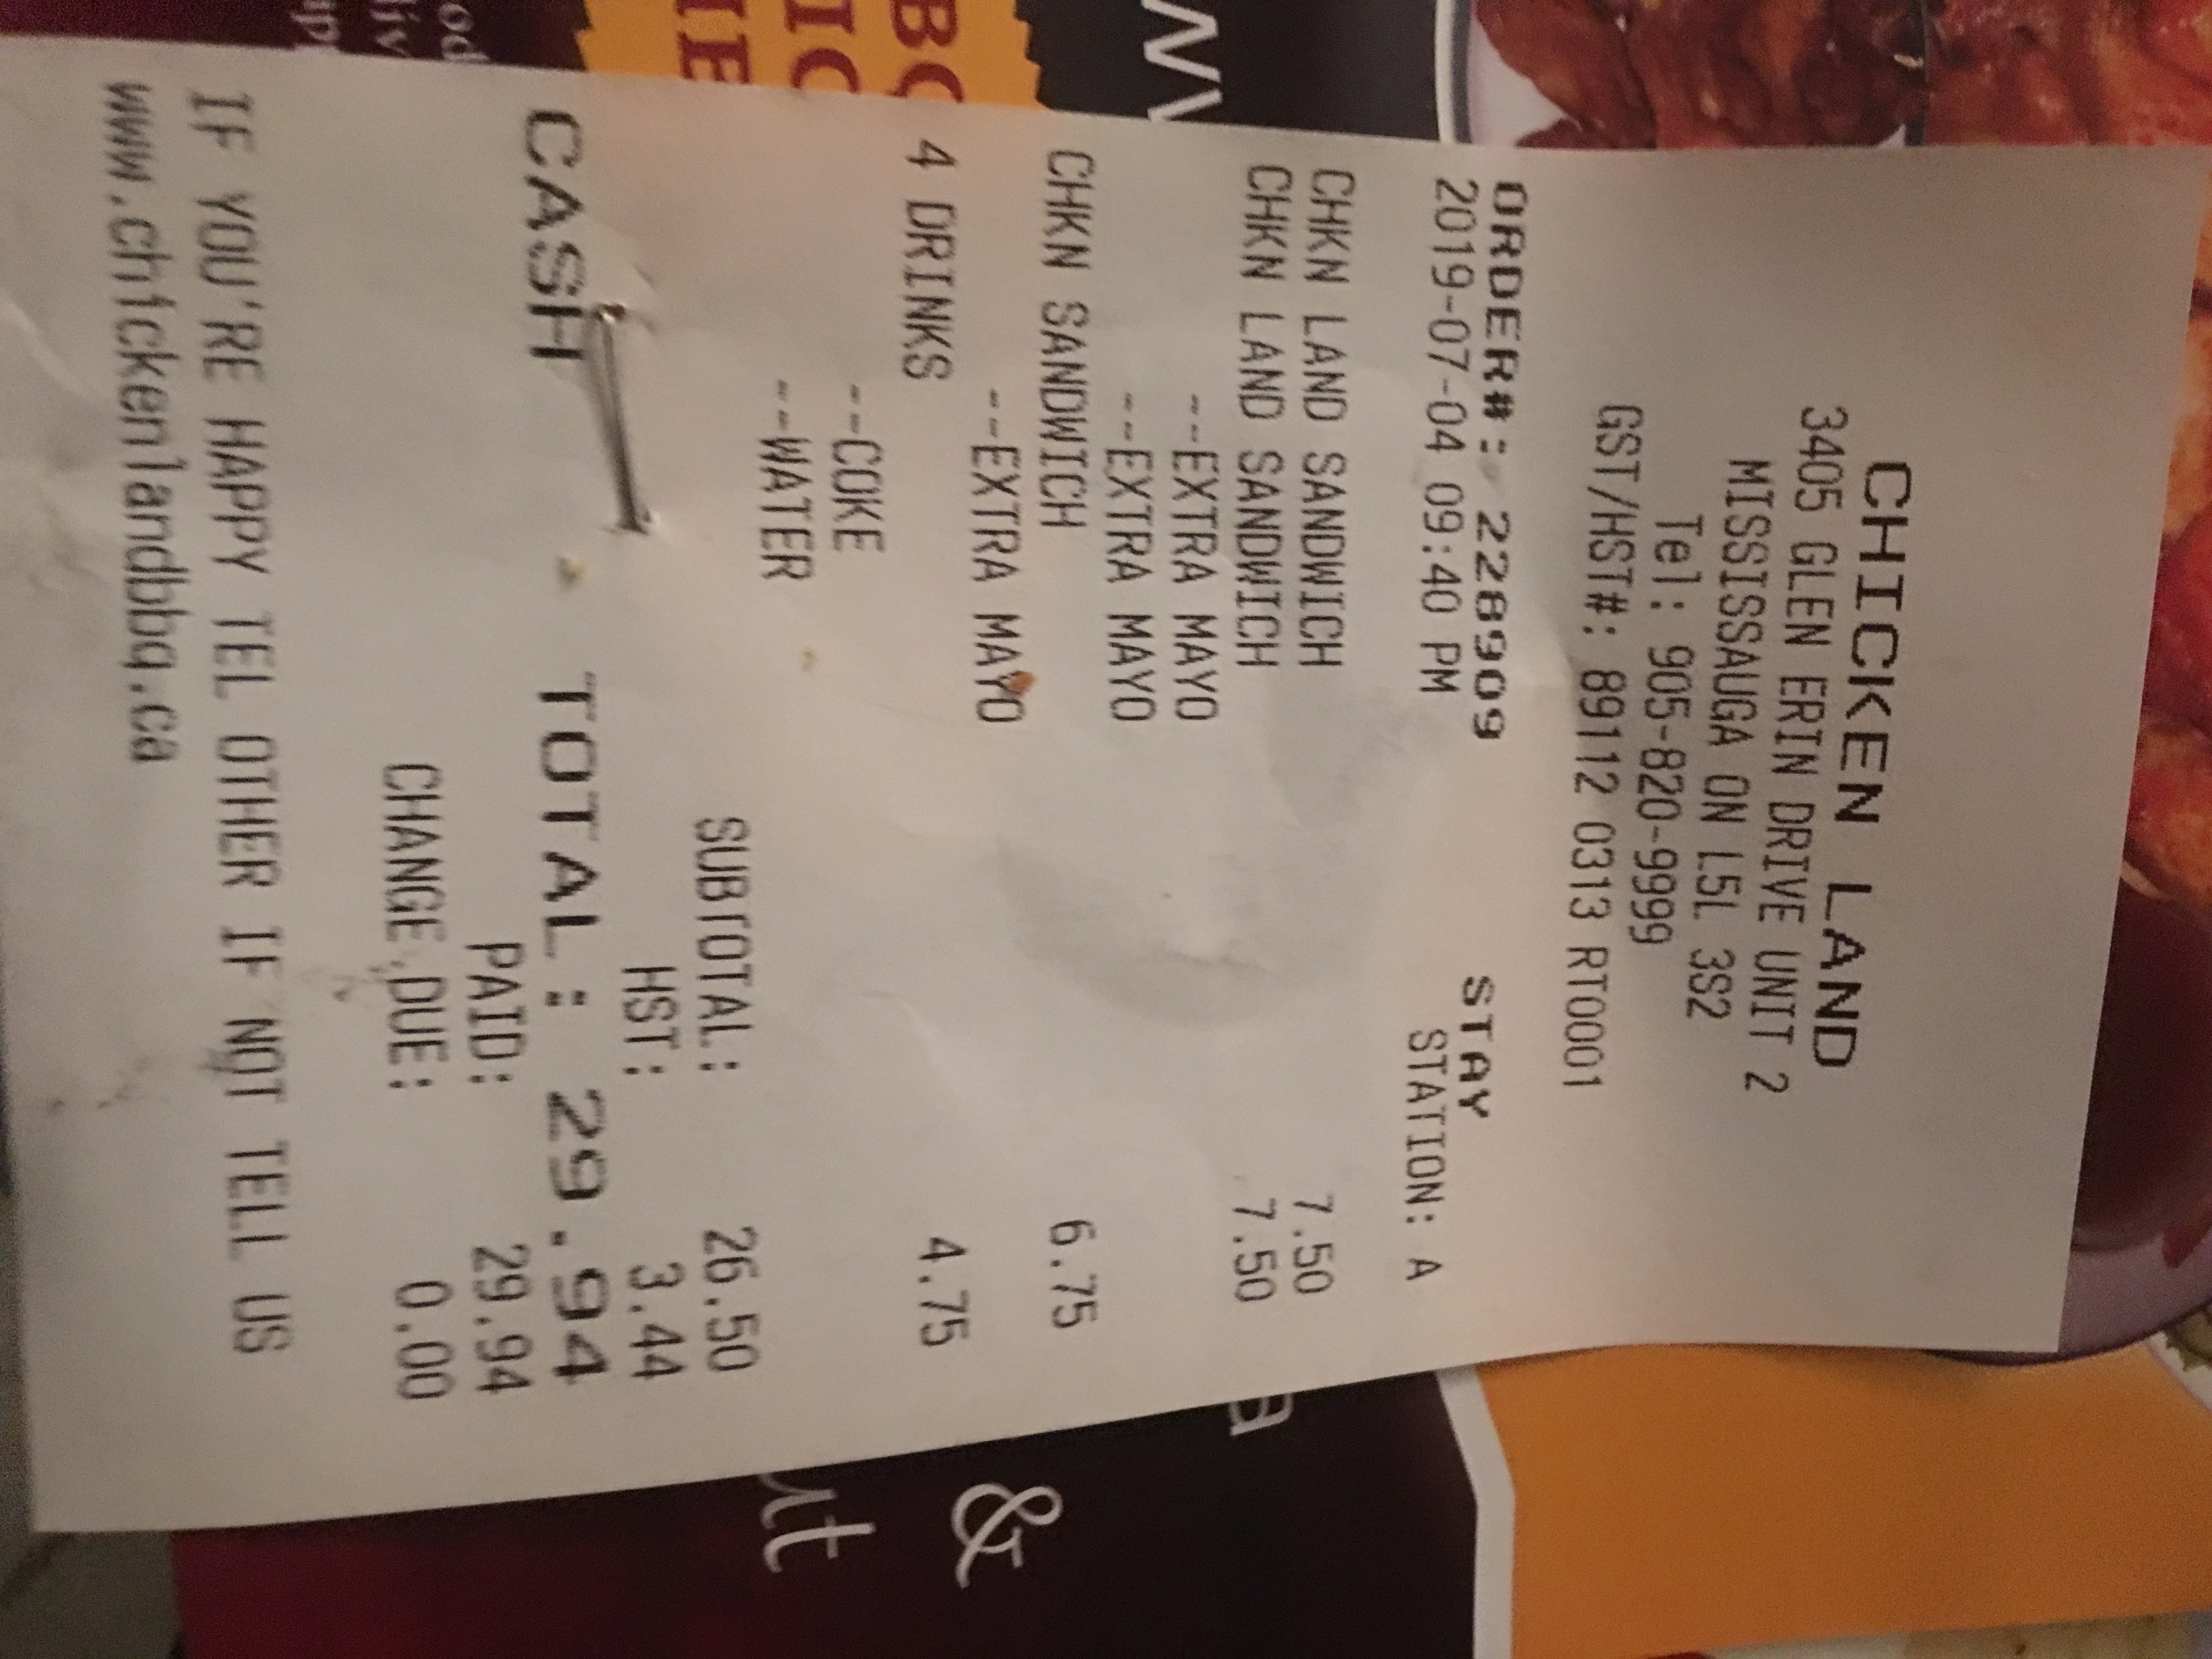 CHICKEN LAND
3405 GLEN ERIN DRIVE UNIT 2
MISSISSAUGA ON L5L 3S2
Tel: 905-820-9999
GST/HST#: 89112 0313 RT0001
ORDER#: 228909 STAY
2019-07-04 09:40 PM STATION: A
CHKN LAND SANDWICH 7.50
CHKN LAND SANDWICH 7.50
--EXTRA MAYO
--EXTRA MAYO
CHKN SANDWICH 6.75
--EXTRA MAYO
4 DRINKS 4.75
--COKE
--WATER
SUBTOTAL: 26.50
HST: 3.44
CASH TOTAL: 29.94
PAID: 29.94
CHANGE DUE: 0.00
IF YOU'RE HAPPY TEL OTHER IF NOT TELL US
www.chickenlandbbq.ca
&